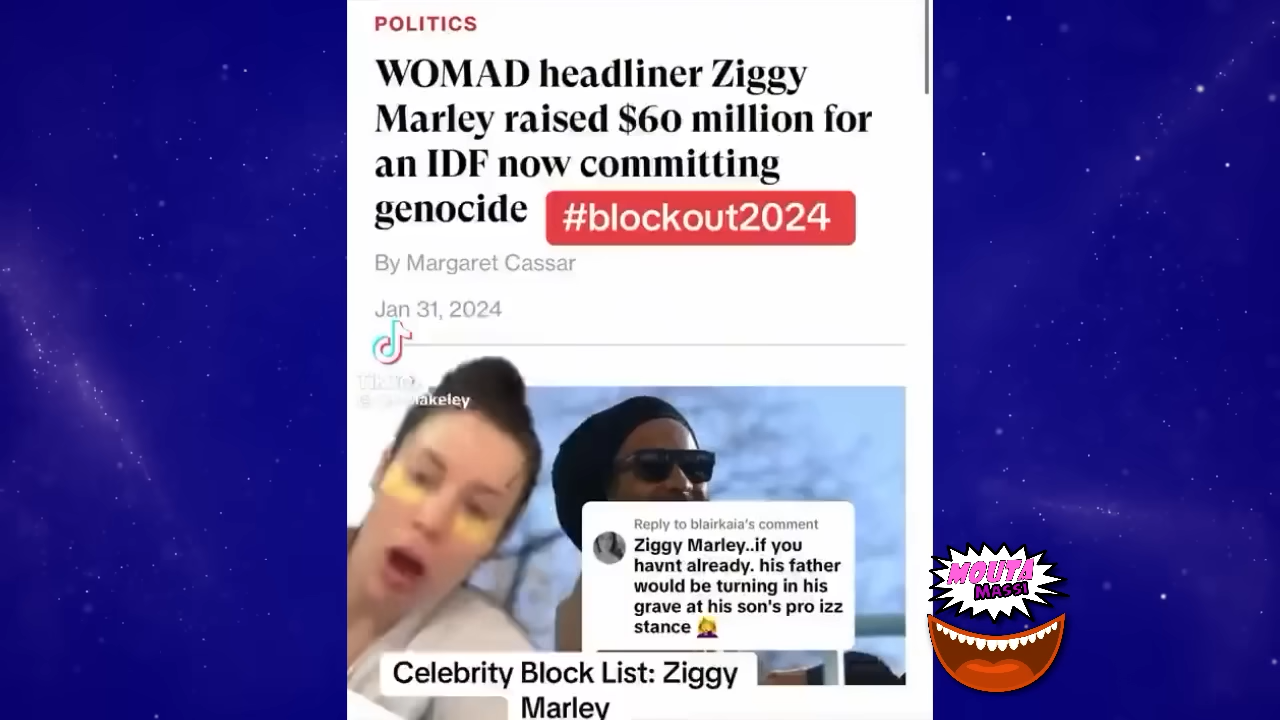 POLITICS
WOMAD headliner Ziggy
Marley raised $60 million for
an IDF now committing
genocide
#blockout2024
By Margaret Cassar
Jan 31, 2024
TikTok
Reply to blairkaia's comment
Ziggy Marley..if you
havnt already. his father
would be turning in his
grave at his son's pro izz
stance
Celebrity Block List: Ziggy
Marley
MOUTA
MASSI